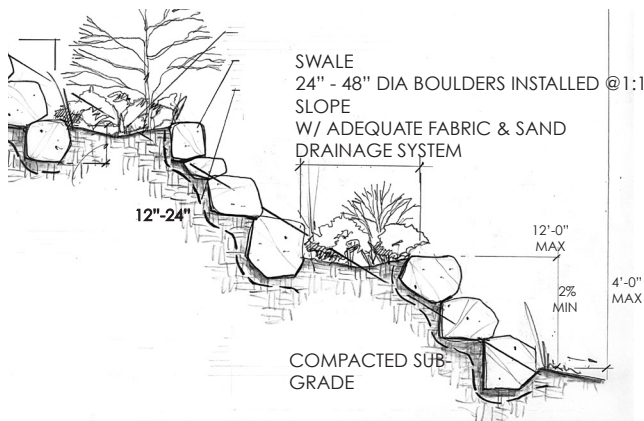 SWALE
24” - 48” DIA BOULDERS INSTALLED @1:1
SLOPE
W/ ADEQUATE FABRIC & SAND
DRAINAGE SYSTEM
12"-24"
12’-0”
MAX
2%
MIN
4’-0”
MAX
COMPACTED SUB-
GRADE